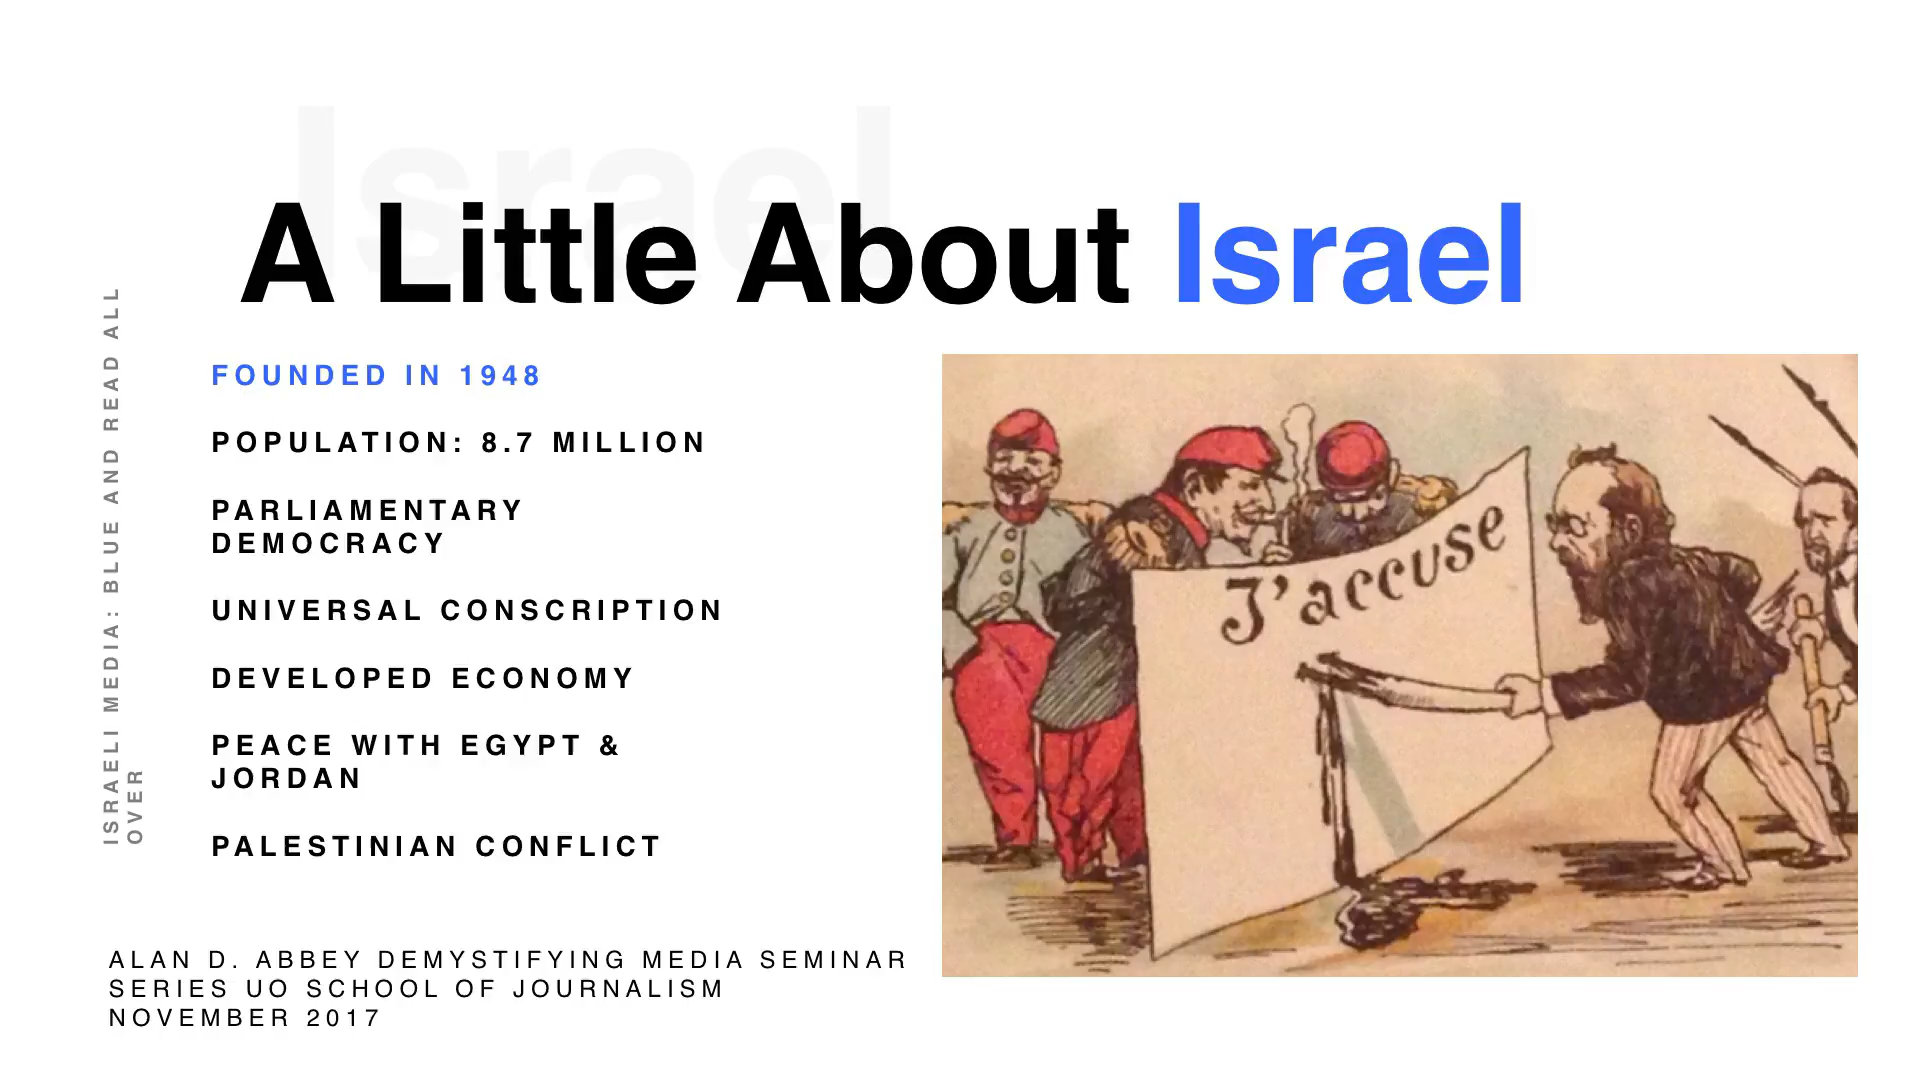 Israel
A Little About Israel
ISRAELI MEDIA: BLUE AND READ ALL
OVER
FOUNDED IN 1948
POPULATION: 8.7 MILLION
PARLIAMENTARY
DEMOCRACY
UNIVERSAL CONSCRIPTION
DEVELOPED ECONOMY
PEACE WITH EGYPT &
JORDAN
PALESTINIAN CONFLICT
J'accuse
ALAN D. ABBEY DEMYSTIFYING MEDIA SEMINAR
SERIES UO SCHOOL OF JOURNALISM
NOVEMBER 2017